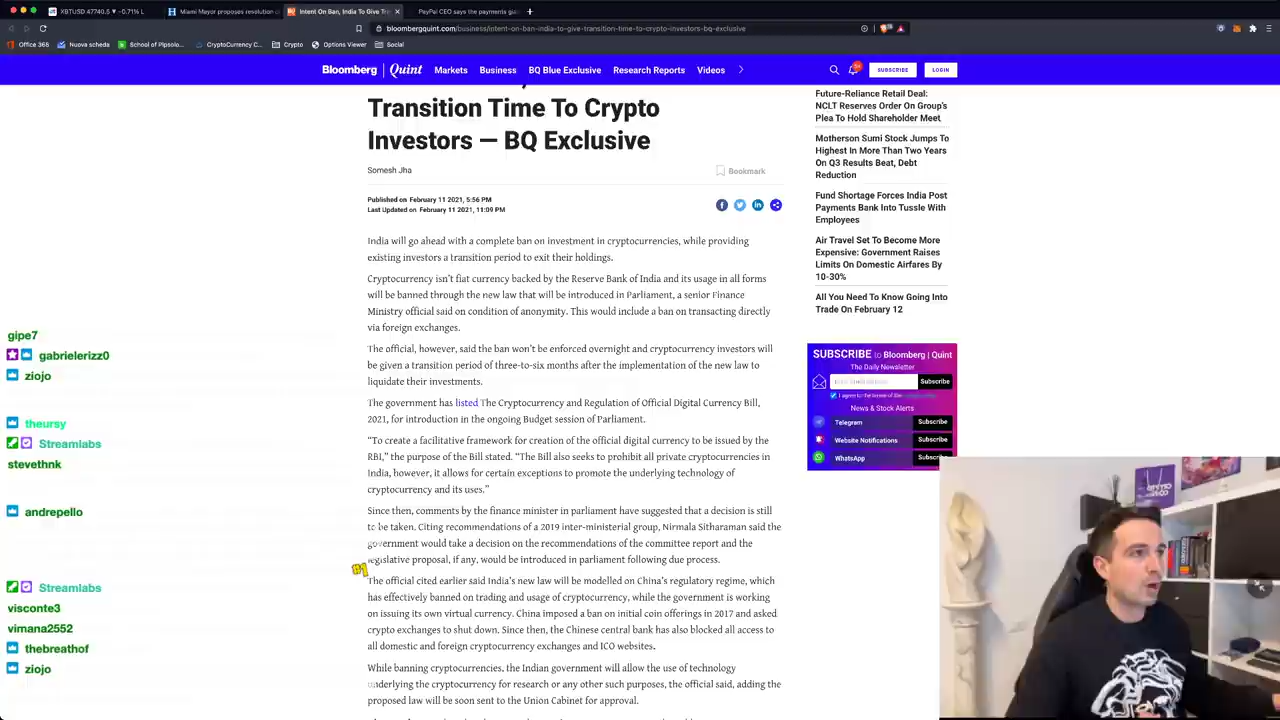 XBTUSD 47740.5 ▼ -0.71% L
Miami Mayor proposes resolution
Intent On Ban, India To Give Tra
PayPal CEO says the payments gia
bloombergquint.com/business/intent-on-ban-india-to-give-transition-time-to-crypto-investors-bq-exclusive
Office 365
Nuova scheda
School of Pipsolo...
CryptoCurrency C...
Crypto
Options Viewer
Social
Bloomberg | Quint
Markets
Business
BQ Blue Exclusive
Research Reports
Videos
SUBSCRIBE
LOGIN
Transition Time To Crypto
Investors — BQ Exclusive
Somesh Jha
Bookmark
Published on February 11 2021, 5:56 PM
Last Updated on February 11 2021, 11:09 PM
India will go ahead with a complete ban on investment in cryptocurrencies, while providing
existing investors a transition period to exit their holdings.
Cryptocurrency isn't fiat currency backed by the Reserve Bank of India and its usage in all forms
will be banned through the new law that will be introduced in Parliament, a senior Finance
Ministry official said on condition of anonymity. This would include a ban on transacting directly
via foreign exchanges.
The official, however, said the ban won't be enforced overnight and cryptocurrency investors will
be given a transition period of three-to-six months after the implementation of the new law to
liquidate their investments.
The government has listed The Cryptocurrency and Regulation of Official Digital Currency Bill,
2021, for introduction in the ongoing Budget session of Parliament.
“To create a facilitative framework for creation of the official digital currency to be issued by the
RBI,” the purpose of the Bill stated. “The Bill also seeks to prohibit all private cryptocurrencies in
India, however, it allows for certain exceptions to promote the underlying technology of
cryptocurrency and its uses.”
Since then, comments by the finance minister in parliament have suggested that a decision is still
to be taken. Citing recommendations of a 2019 inter-ministerial group, Nirmala Sitharaman said the
government would take a decision on the recommendations of the committee report and the
legislative proposal, if any, would be introduced in parliament following due process.
The official cited earlier said India's new law will be modelled on China's regulatory regime, which
has effectively banned on trading and usage of cryptocurrency, while the government is working
on issuing its own virtual currency. China imposed a ban on initial coin offerings in 2017 and asked
crypto exchanges to shut down. Since then, the Chinese central bank has also blocked all access to
all domestic and foreign cryptocurrency exchanges and ICO websites.
While banning cryptocurrencies, the Indian government will allow the use of technology
underlying the cryptocurrency for research or any other such purposes, the official said, adding the
proposed law will be soon sent to the Union Cabinet for approval.
Future-Reliance Retail Deal:
NCLT Reserves Order On Group's
Plea To Hold Shareholder Meet
Motherson Sumi Stock Jumps To
Highest In More Than Two Years
On Q3 Results Beat, Debt
Reduction
Fund Shortage Forces India Post
Payments Bank Into Tussle With
Employees
Air Travel Set To Become More
Expensive: Government Raises
Limits On Domestic Airfares By
10-30%
All You Need To Know Going Into
Trade On February 12
SUBSCRIBE to Bloomberg | Quint
The Daily Newsletter
Subscribe
News & Stock Alerts
Telegram
Subscribe
Website Notifications
Subscribe
WhatsApp
Subscribe
gipe7
gabrielerizz0
ziojo
theursy
Streamlabs
stevethnk
andrepello
#1
Streamlabs
visconte3
vimana2552
thebreathof
ziojo